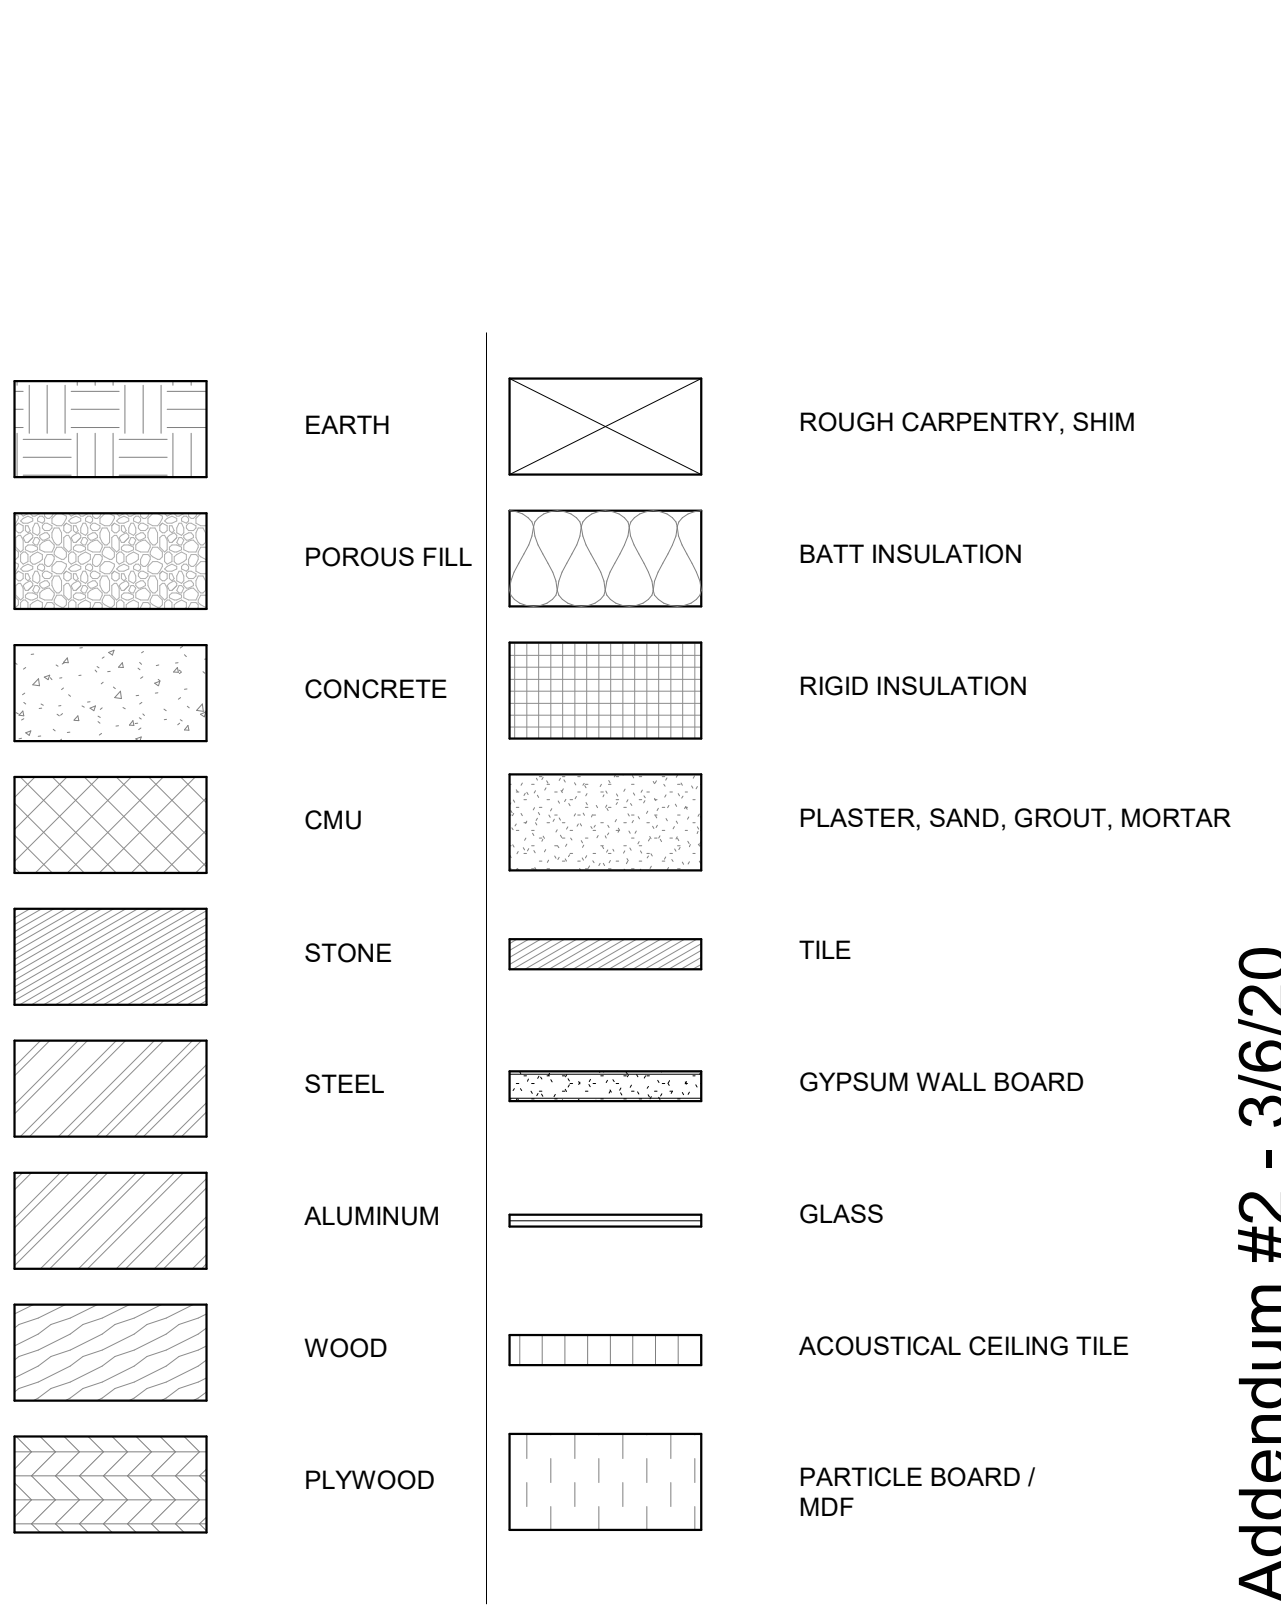 EARTH
POROUS FILL
CONCRETE
CMU
STONE
STEEL
ALUMINUM
WOOD
PLYWOOD
ROUGH CARPENTRY, SHIM
BATT INSULATION
RIGID INSULATION
PLASTER, SAND, GROUT, MORTAR
TILE
GYPSUM WALL BOARD
GLASS
ACOUSTICAL CEILING TILE
PARTICLE BOARD /
MDF
Addendum #2 - 3/6/20